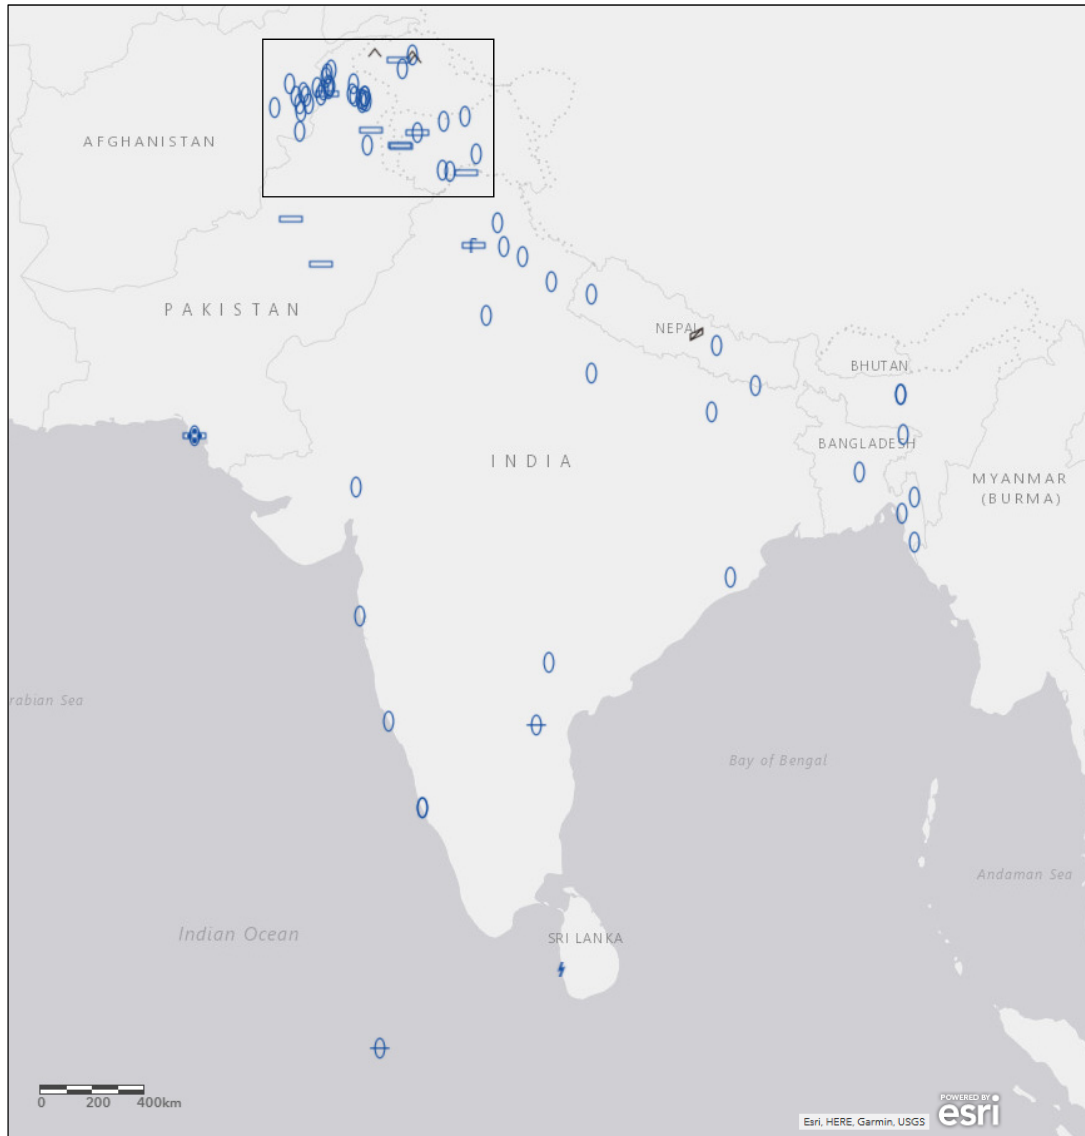 AFGHANISTAN
PAKISTAN
NEPAL
BHUTAN
BANGLADESH
INDIA
MYANMAR
(BURMA)
rabian Sea
Bay of Bengal
Andaman Sea
Indian Ocean
SRI LANKA
0 200 400km
Esri, HERE, Garmin, USGS
POWERED BY
esri